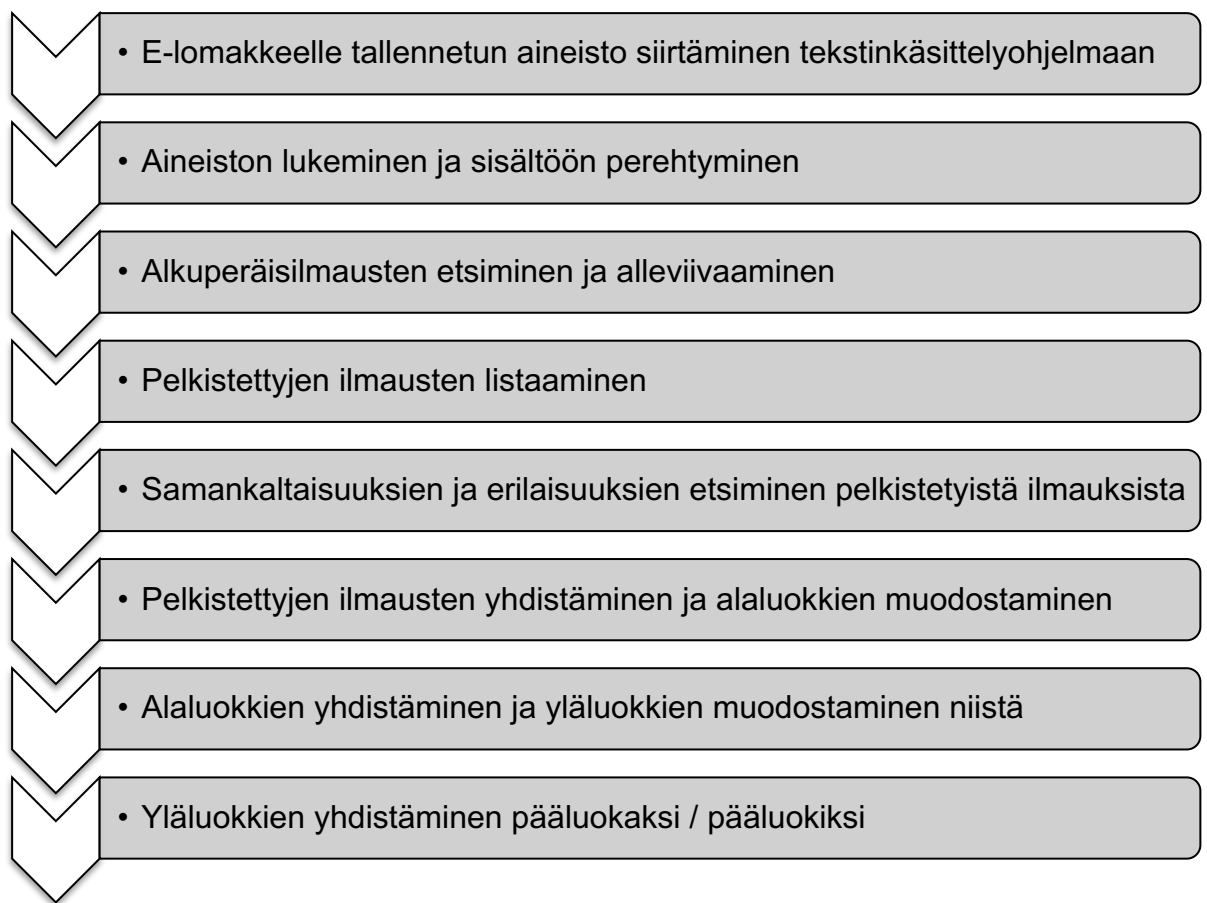 • E-lomakkeelle tallennetun aineisto siirtäminen tekstinkäsittelyohjelmaan
• Aineiston lukeminen ja sisältöön perehtyminen
• Alkuperäisilmausten etsiminen ja alleviivaaminen
• Pelkistettyjen ilmausten listaaminen
• Samankaltaisuuksien ja erilaisuuksien etsiminen pelkistetyistä ilmauksista
• Pelkistettyjen ilmausten yhdistäminen ja alaluokkien muodostaminen
• Alaluokkien yhdistäminen ja yläluokkien muodostaminen niistä
• Yläluokkien yhdistäminen pääluokaksi / pääluokiksi